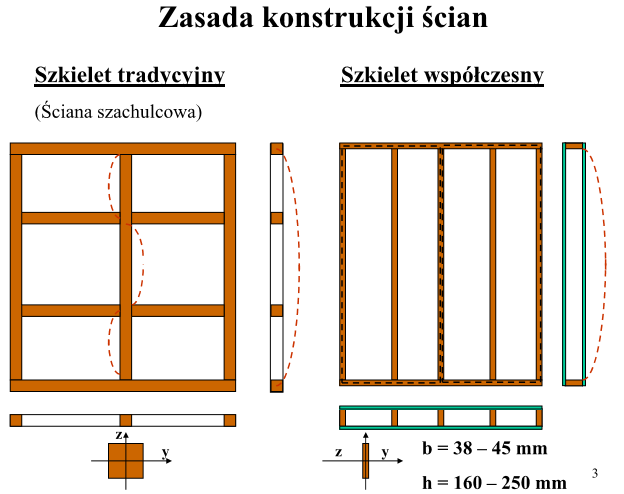 Zasada konstrukcji ścian
Szkielet tradycyjny
(Ściana szachulcowa)
Szkielet współczesny
z
y
z
y
b = 38 – 45 mm
h = 160 – 250 mm
3